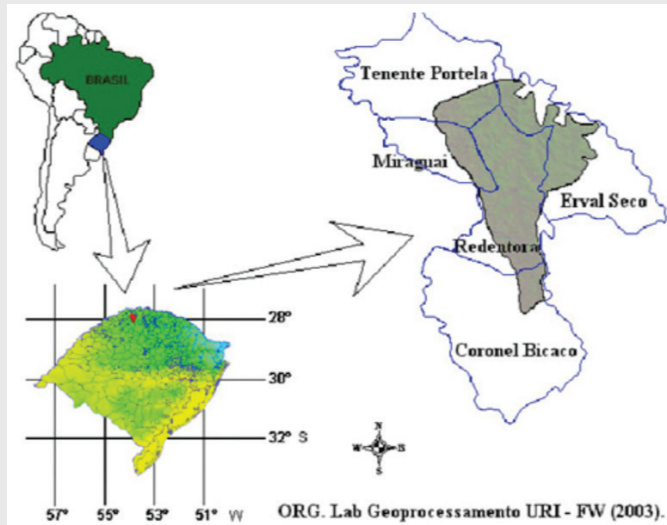 BRASIL
Tenente Portela
Miraguai
Erval Seco
Redentora
Coronel Bicaco
28°
30°
32° S
57° 55° 53° 51° W
N
W
S
ORG. Lab Geoprocessamento URI - FW (2003).